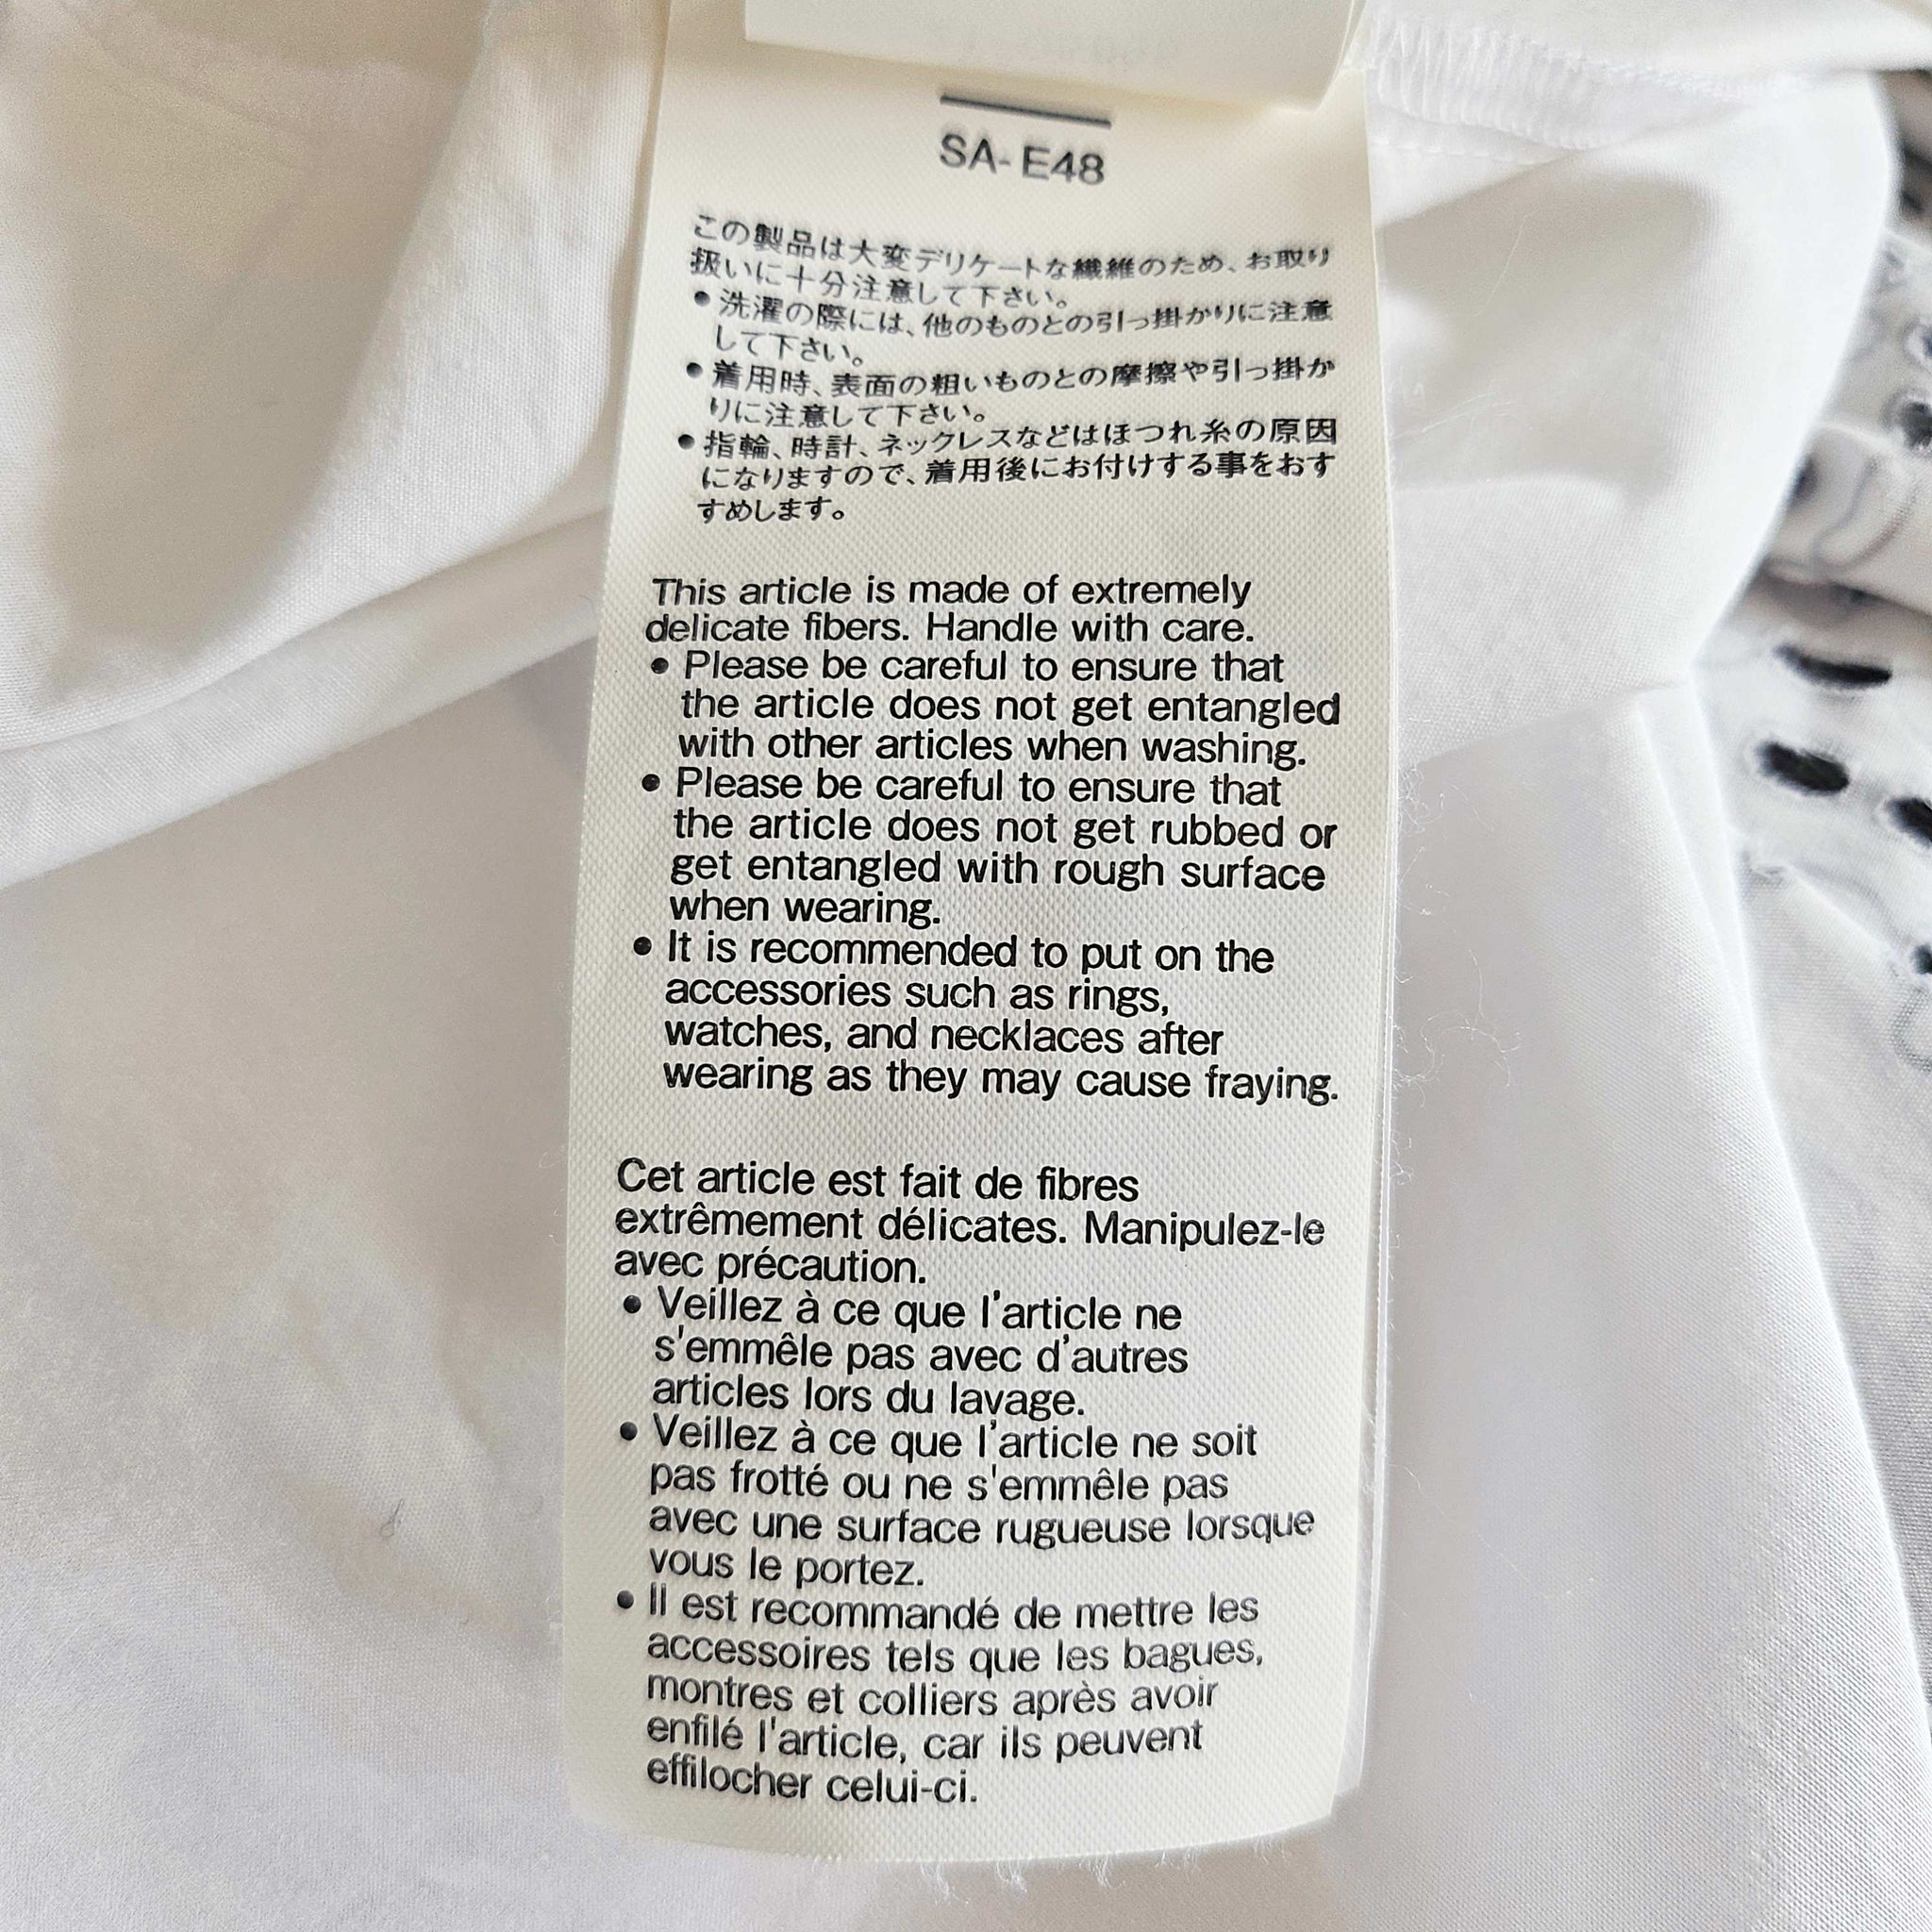 SA-E48
この製品は大変デリケートな繊維のため、お取り
扱いに十分注意して下さい。
●洗濯の際には、他のものとの引っ掛かりに注意
して下さい。
●着用時、表面の粗いものとの摩擦や引っ掛か
りに注意して下さい。
●指輪、時計、ネックレスなどはほつれ糸の原因
になりますので、着用後にお付けする事をおす
すめします。
This article is made of extremely
delicate fibers. Handle with care.
● Please be careful to ensure that
the article does not get entangled
with other articles when washing.
● Please be careful to ensure that
the article does not get rubbed or
get entangled with rough surface
when wearing.
● It is recommended to put on the
accessories such as rings,
watches, and necklaces after
wearing as they may cause fraying.
Cet article est fait de fibres
extrêmement délicates. Manipulez-le
avec précaution.
● Veillez à ce que l'article ne
s'emmêle pas avec d'autres
articles lors du lavage.
● Veillez à ce que l'article ne soit
pas frotté ou ne s'emmêle pas
avec une surface rugueuse lorsque
vous le portez.
● Il est recommandé de mettre les
accessoires tels que les bagues,
montres et colliers après avoir
enfilé l'article, car ils peuvent
effilocher celui-ci.